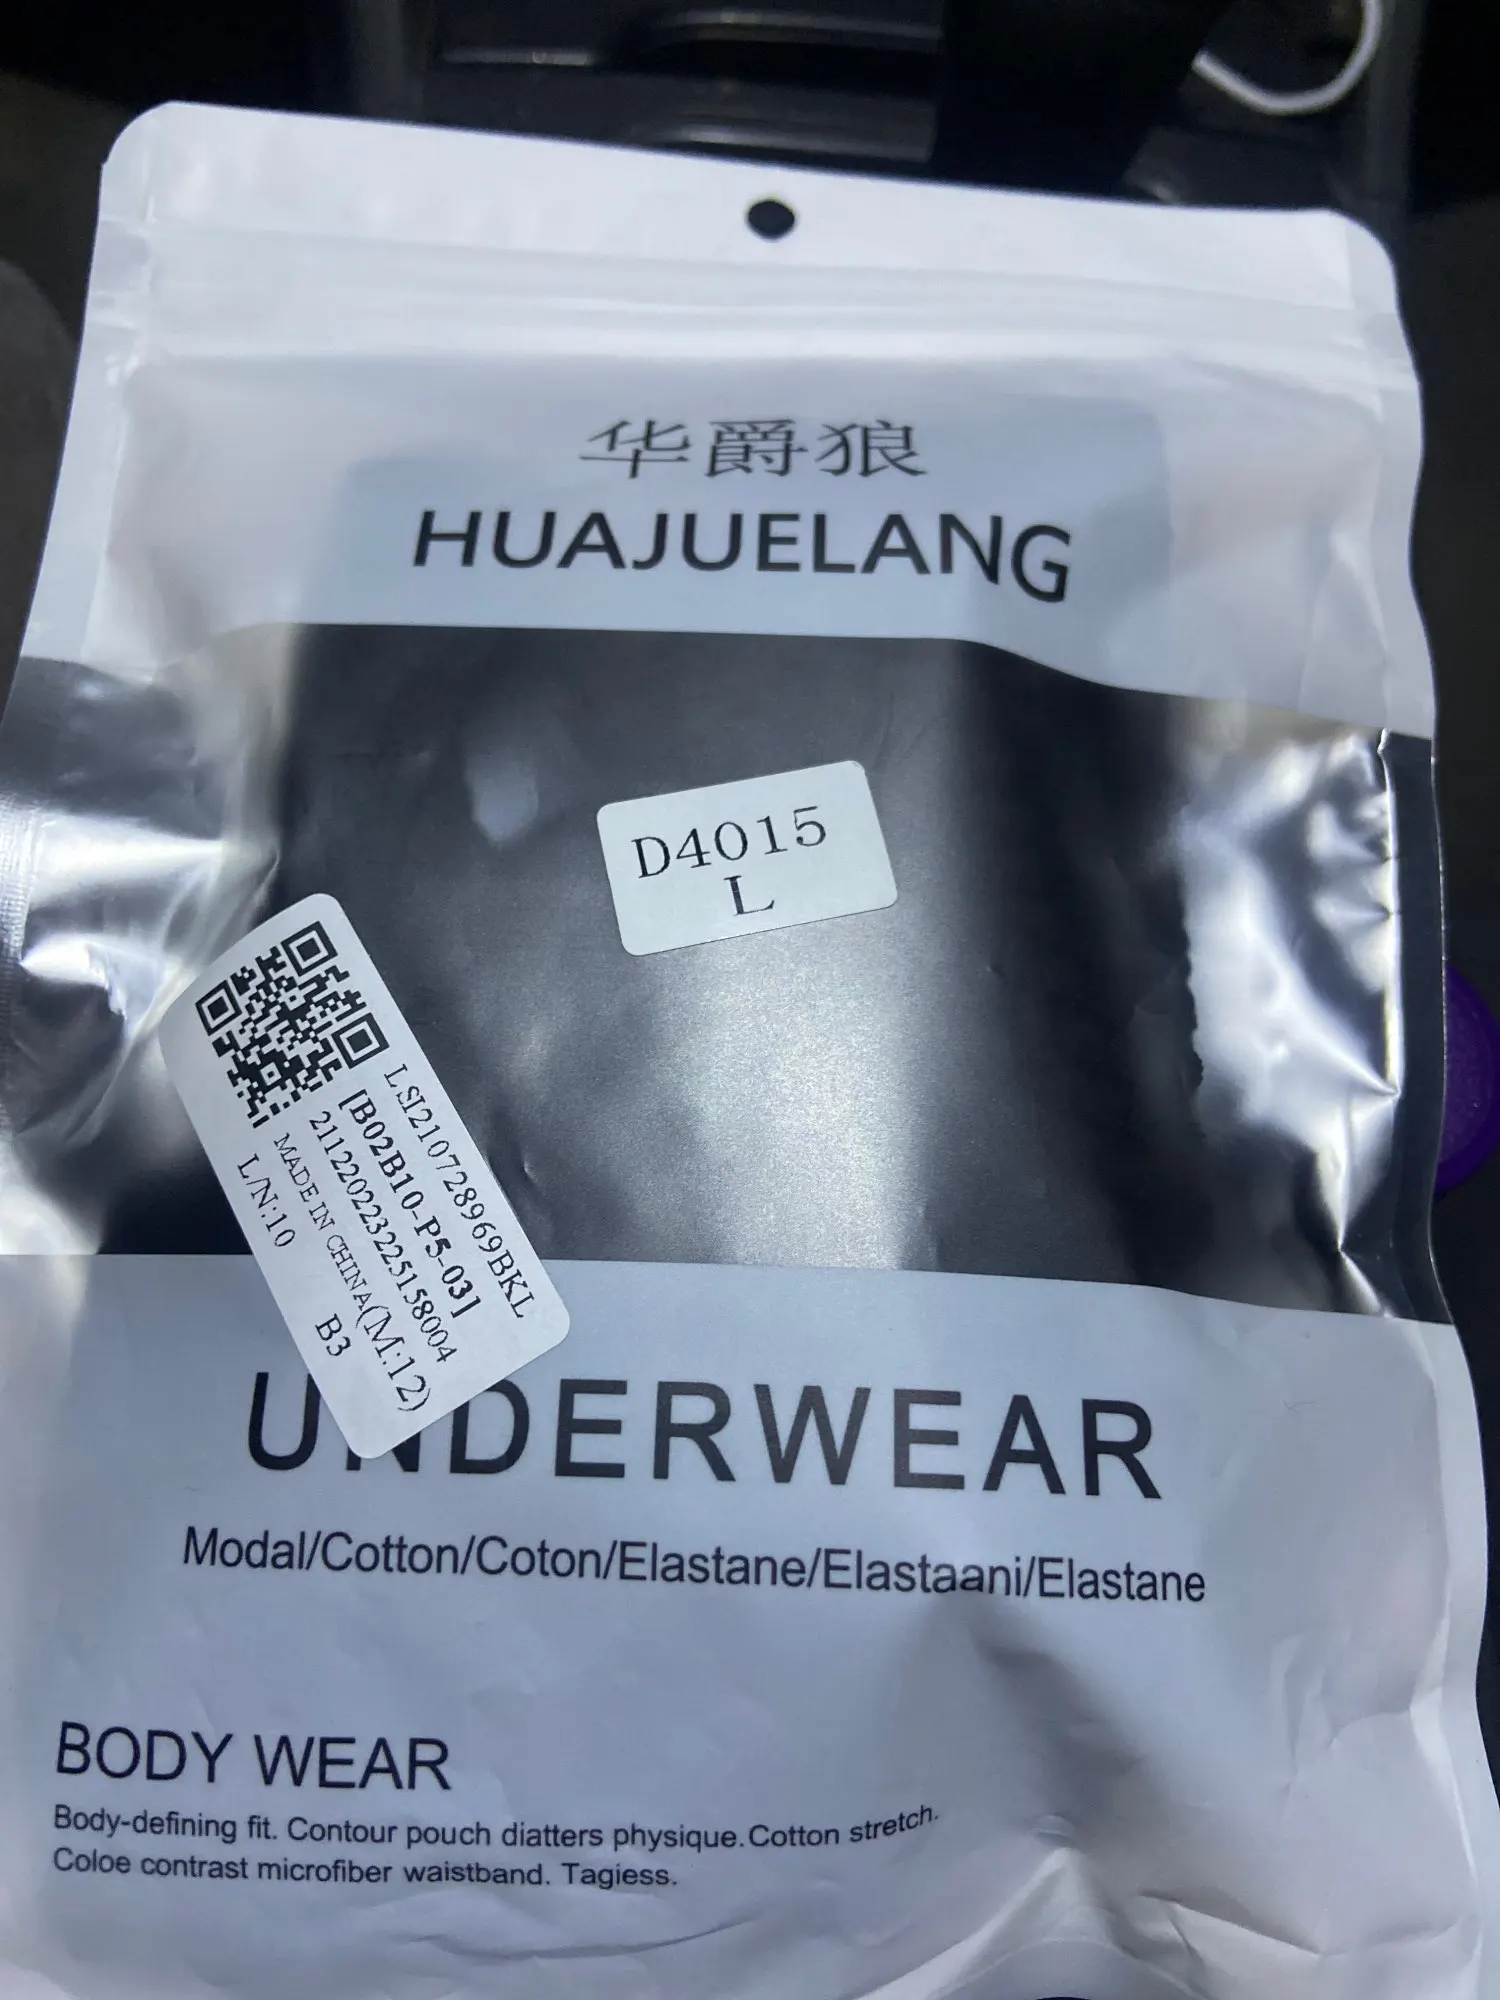 华爵狼
HUAJUELANG
D4015
L
LSI210728969BKL
[B02B10-P5-03]
211220223225158004
MADE IN CHINA(M:12)
L/N:10 B3
UNDERWEAR
Modal/Cotton/Coton/Elastane/Elastaani/Elastane
BODY WEAR
Body-defining fit. Contour pouch diatters physique.Cotton stretch.
Coloe contrast microfiber waistband. Tagiess.